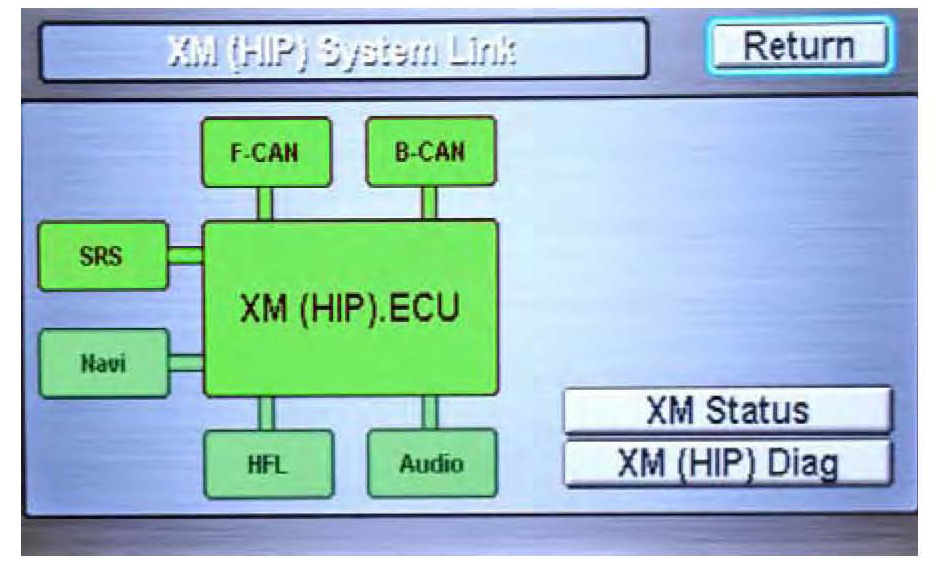 XM (HIP) System Link
Return
F-CAN
B-CAN
SRS
XM (HIP).ECU
Navi
HFL
Audio
XM Status
XM (HIP) Diag